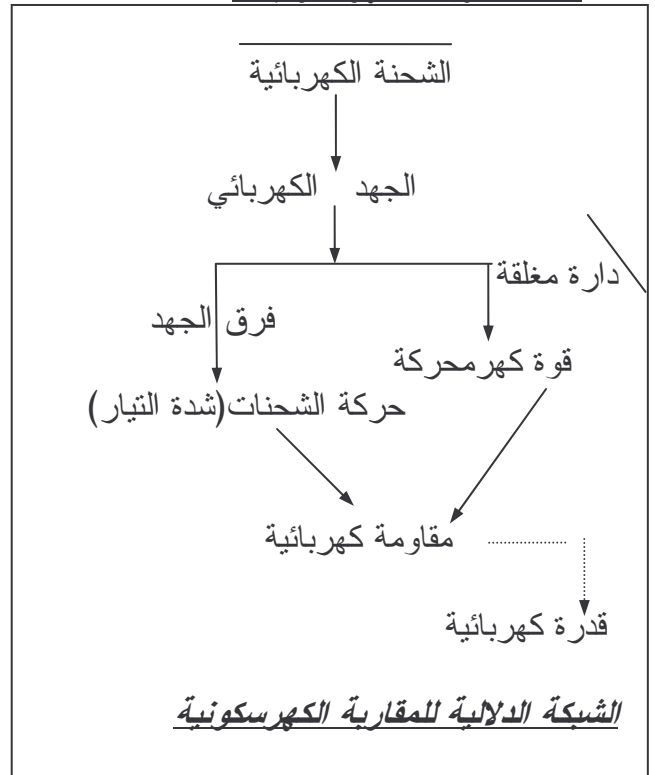 الشحنة الكهربائية
الجهد الكهربائي
دارة مغلقة
فرق الجهد
قوة كهرمحركة
حركة الشحنات(شدة التيار)
مقاومة كهربائية
قدرة كهربائية
الشبكة الدلالية للمقاربة الكهرسكونية